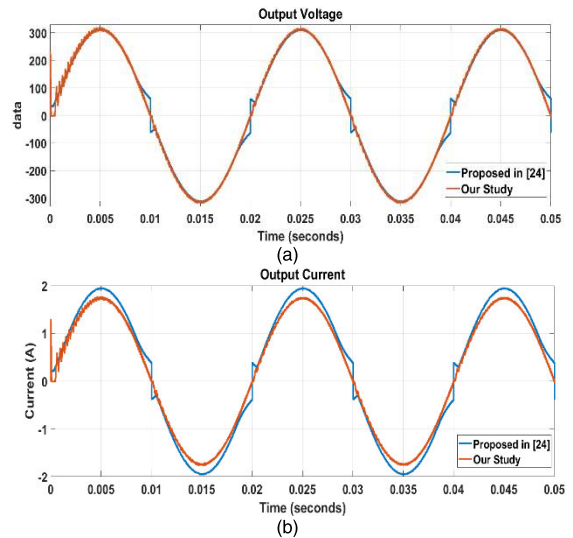 Output Voltage
300
200
100
0
-100
-200
-300
data
Proposed in [24]
Our Study
0 0.005 0.01 0.015 0.02 0.025 0.03 0.035 0.04 0.045 0.05
Time (seconds)
(a)
Output Current
2
1
0
-1
-2
Current (A)
Proposed in [24]
Our Study
0 0.005 0.01 0.015 0.02 0.025 0.03 0.035 0.04 0.045 0.05
Time (seconds)
(b)